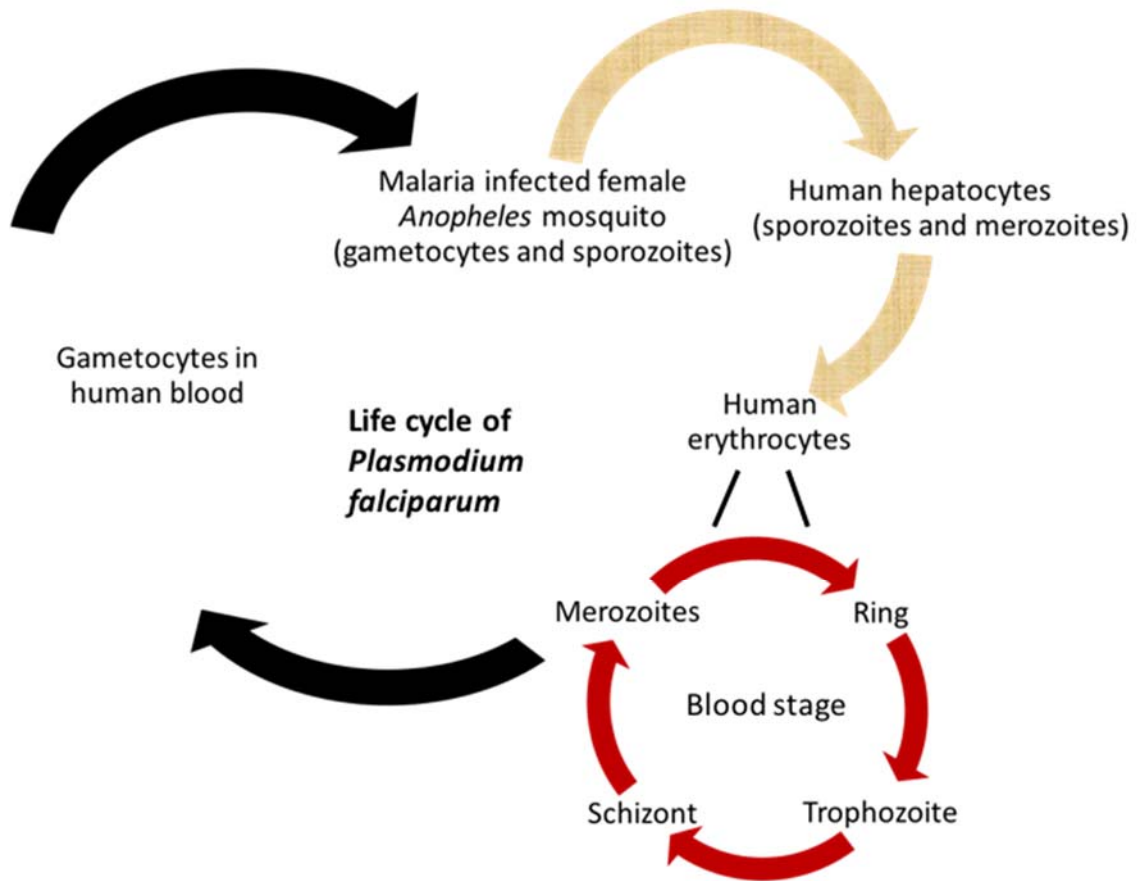 Malaria infected female
Anopheles mosquito
(gametocytes and sporozoites)
Human hepatocytes
(sporozoites and merozoites)
Gametocytes in
human blood
Life cycle of
Plasmodium
falciparum
Human
erythrocytes
Merozoites
Ring
Blood stage
Schizont
Trophozoite